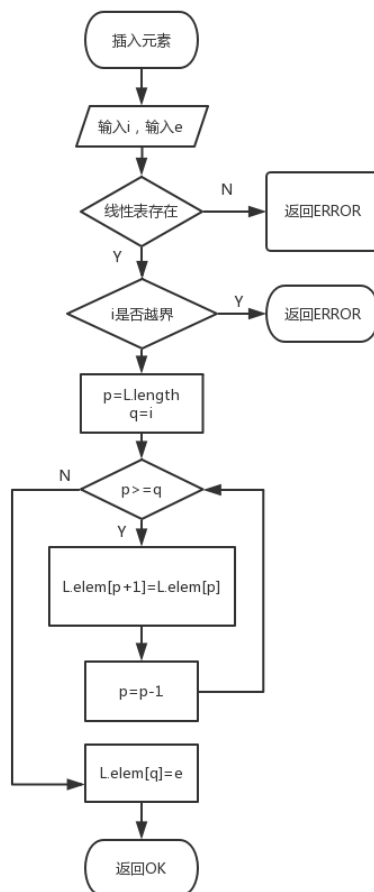 插入元素
输入i，输入e
线性表存在
N
返回ERROR
Y
i是否越界
Y
返回ERROR
p=L.length
q=i
N
p>=q
Y
L.elem[p+1]=L.elem[p]
p=p-1
L.elem[q]=e
返回OK